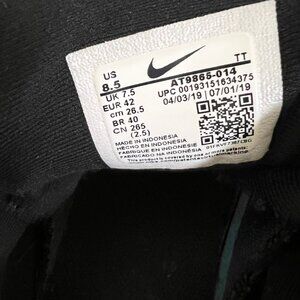 TT
US
8.5
UK 7.5
EUR 42
cm 26.5
BR 40
CN 265
(2.5)
AT9865-014
UPC 00193151634375
04/03/19 07/01/19
MADE IN INDONESIA
HECHO EN INDONESIA
FABRIQUE EN INDONESIE
FABRICADO NA INDONESIA